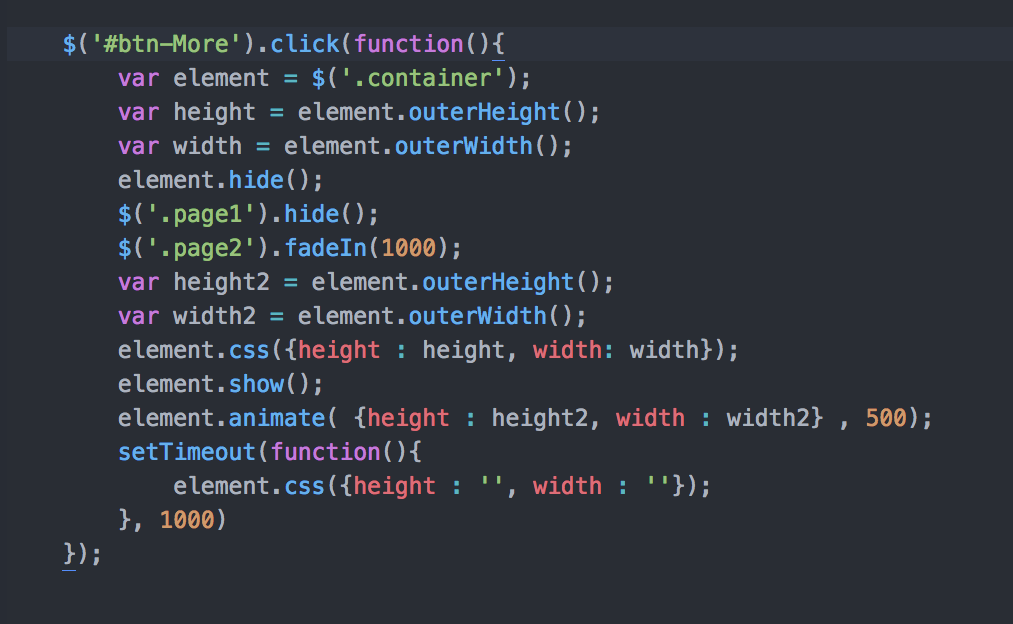 $('#btn-More').click(function(){
    var element = $('.container');
    var height = element.outerHeight();
    var width = element.outerWidth();
    element.hide();
    $('.page1').hide();
    $('.page2').fadeIn(1000);
    var height2 = element.outerHeight();
    var width2 = element.outerWidth();
    element.css({height : height, width: width});
    element.show();
    element.animate( {height : height2, width : width2} , 500);
    setTimeout(function(){
        element.css({height : '', width : ''});
    }, 1000)
});